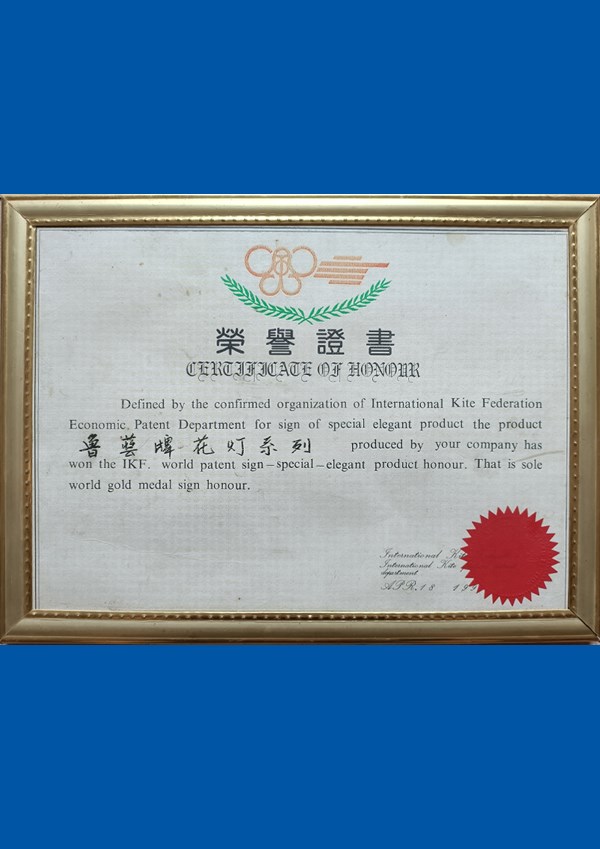 榮譽證書
CERTIFICATE OF HONOUR
Defined by the confirmed organization of International Kite Federation
Economic Patent Department for sign of special elegant product the product
魯藝牌花灯系列 produced by your company has
won the IKF. world patent sign–special–elegant product honour. That is sole
world gold medal sign honour.
International
International Kite
department
APR.18